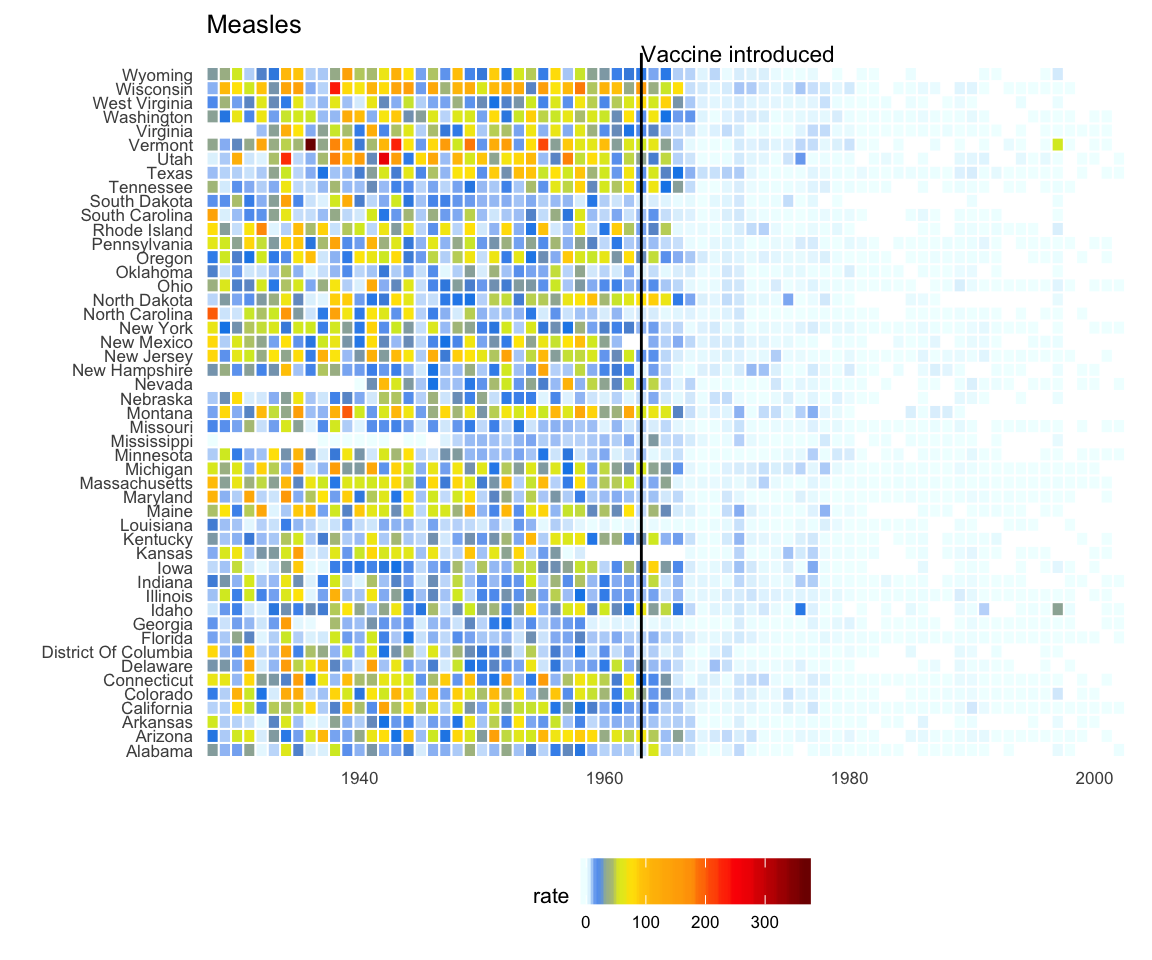 Measles
Vaccine introduced
Wyoming
Wisconsin
West Virginia
Washington
Virginia
Vermont
Utah
Texas
Tennessee
South Dakota
South Carolina
Rhode Island
Pennsylvania
Oregon
Oklahoma
Ohio
North Dakota
North Carolina
New York
New Mexico
New Jersey
New Hampshire
Nevada
Nebraska
Montana
Missouri
Mississippi
Minnesota
Michigan
Massachusetts
Maryland
Maine
Louisiana
Kentucky
Kansas
Iowa
Indiana
Illinois
Idaho
Georgia
Florida
District Of Columbia
Delaware
Connecticut
Colorado
California
Arkansas
Arizona
Alabama
1940 1960 1980 2000
rate
0 100 200 300